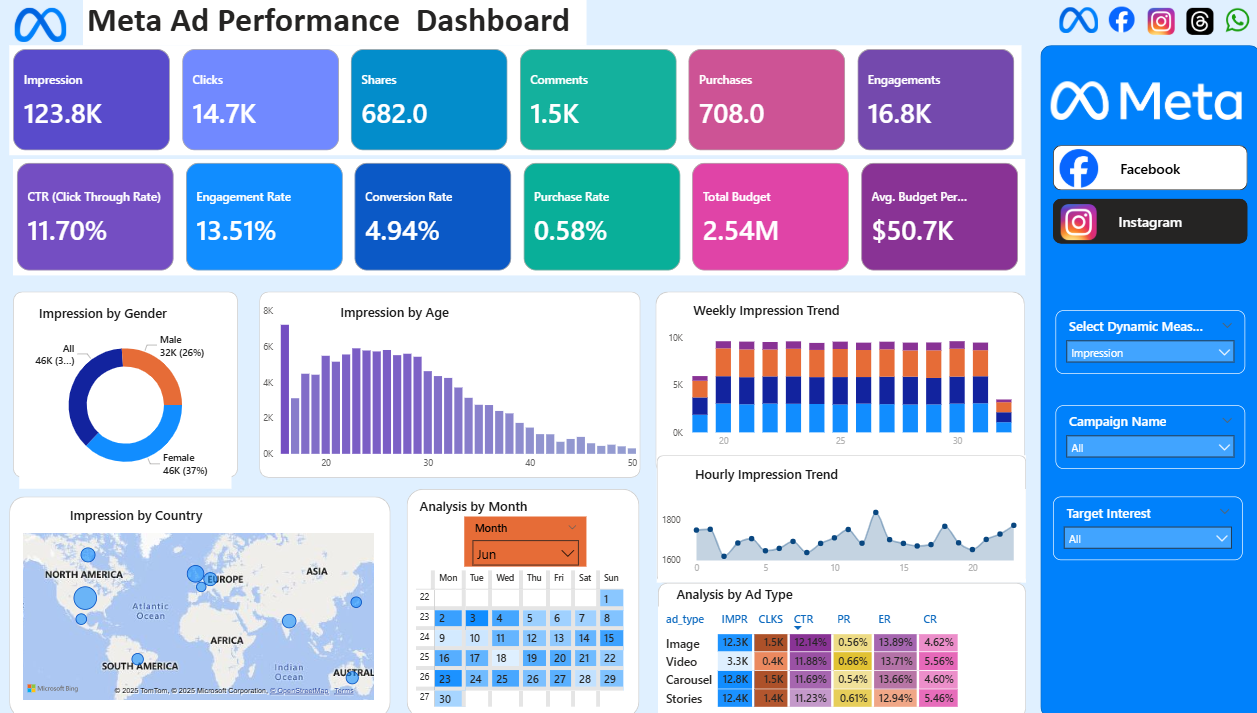 Meta Ad Performance Dashboard
Impression
123.8K
Clicks
14.7K
Shares
682.0
Comments
1.5K
Purchases
708.0
Engagements
16.8K
CTR (Click Through Rate)
11.70%
Engagement Rate
13.51%
Conversion Rate
4.94%
Purchase Rate
0.58%
Total Budget
2.54M
Avg. Budget Per...
$50.7K
Meta
Facebook
Instagram
Select Dynamic Meas...
Impression
Campaign Name
All
Target Interest
All
Impression by Gender
All
46K (3...)
Male
32K (26%)
Female
46K (37%)
Impression by Age
8K
6K
4K
2K
0K
20 30 40 50
Weekly Impression Trend
10K
5K
0K
20 25 30
Hourly Impression Trend
1800
1600
0 5 10 15 20
Impression by Country
NORTH AMERICA
EUROPE
ASIA
Atlantic
Ocean
AFRICA
SOUTH AMERICA
Indian
Ocean
AUSTRAL
Microsoft Bing
© 2025 TomTom, © 2025 Microsoft Corporation, © OpenStreetMap Terms
Analysis by Month
Month
Jun
Mon Tue Wed Thu Fri Sat Sun
22 1
23 2 3 4 5 6 7 8
24 9 10 11 12 13 14 15
25 16 17 18 19 20 21 22
26 23 24 25 26 27 28 29
27 30
Analysis by Ad Type
ad_type IMPR CLKS CTR PR ER CR
Image 12.3K 1.5K 12.14% 0.56% 13.89% 4.62%
Video 3.3K 0.4K 11.88% 0.66% 13.71% 5.56%
Carousel 12.8K 1.5K 11.69% 0.54% 13.66% 4.60%
Stories 12.4K 1.4K 11.23% 0.61% 12.94% 5.46%